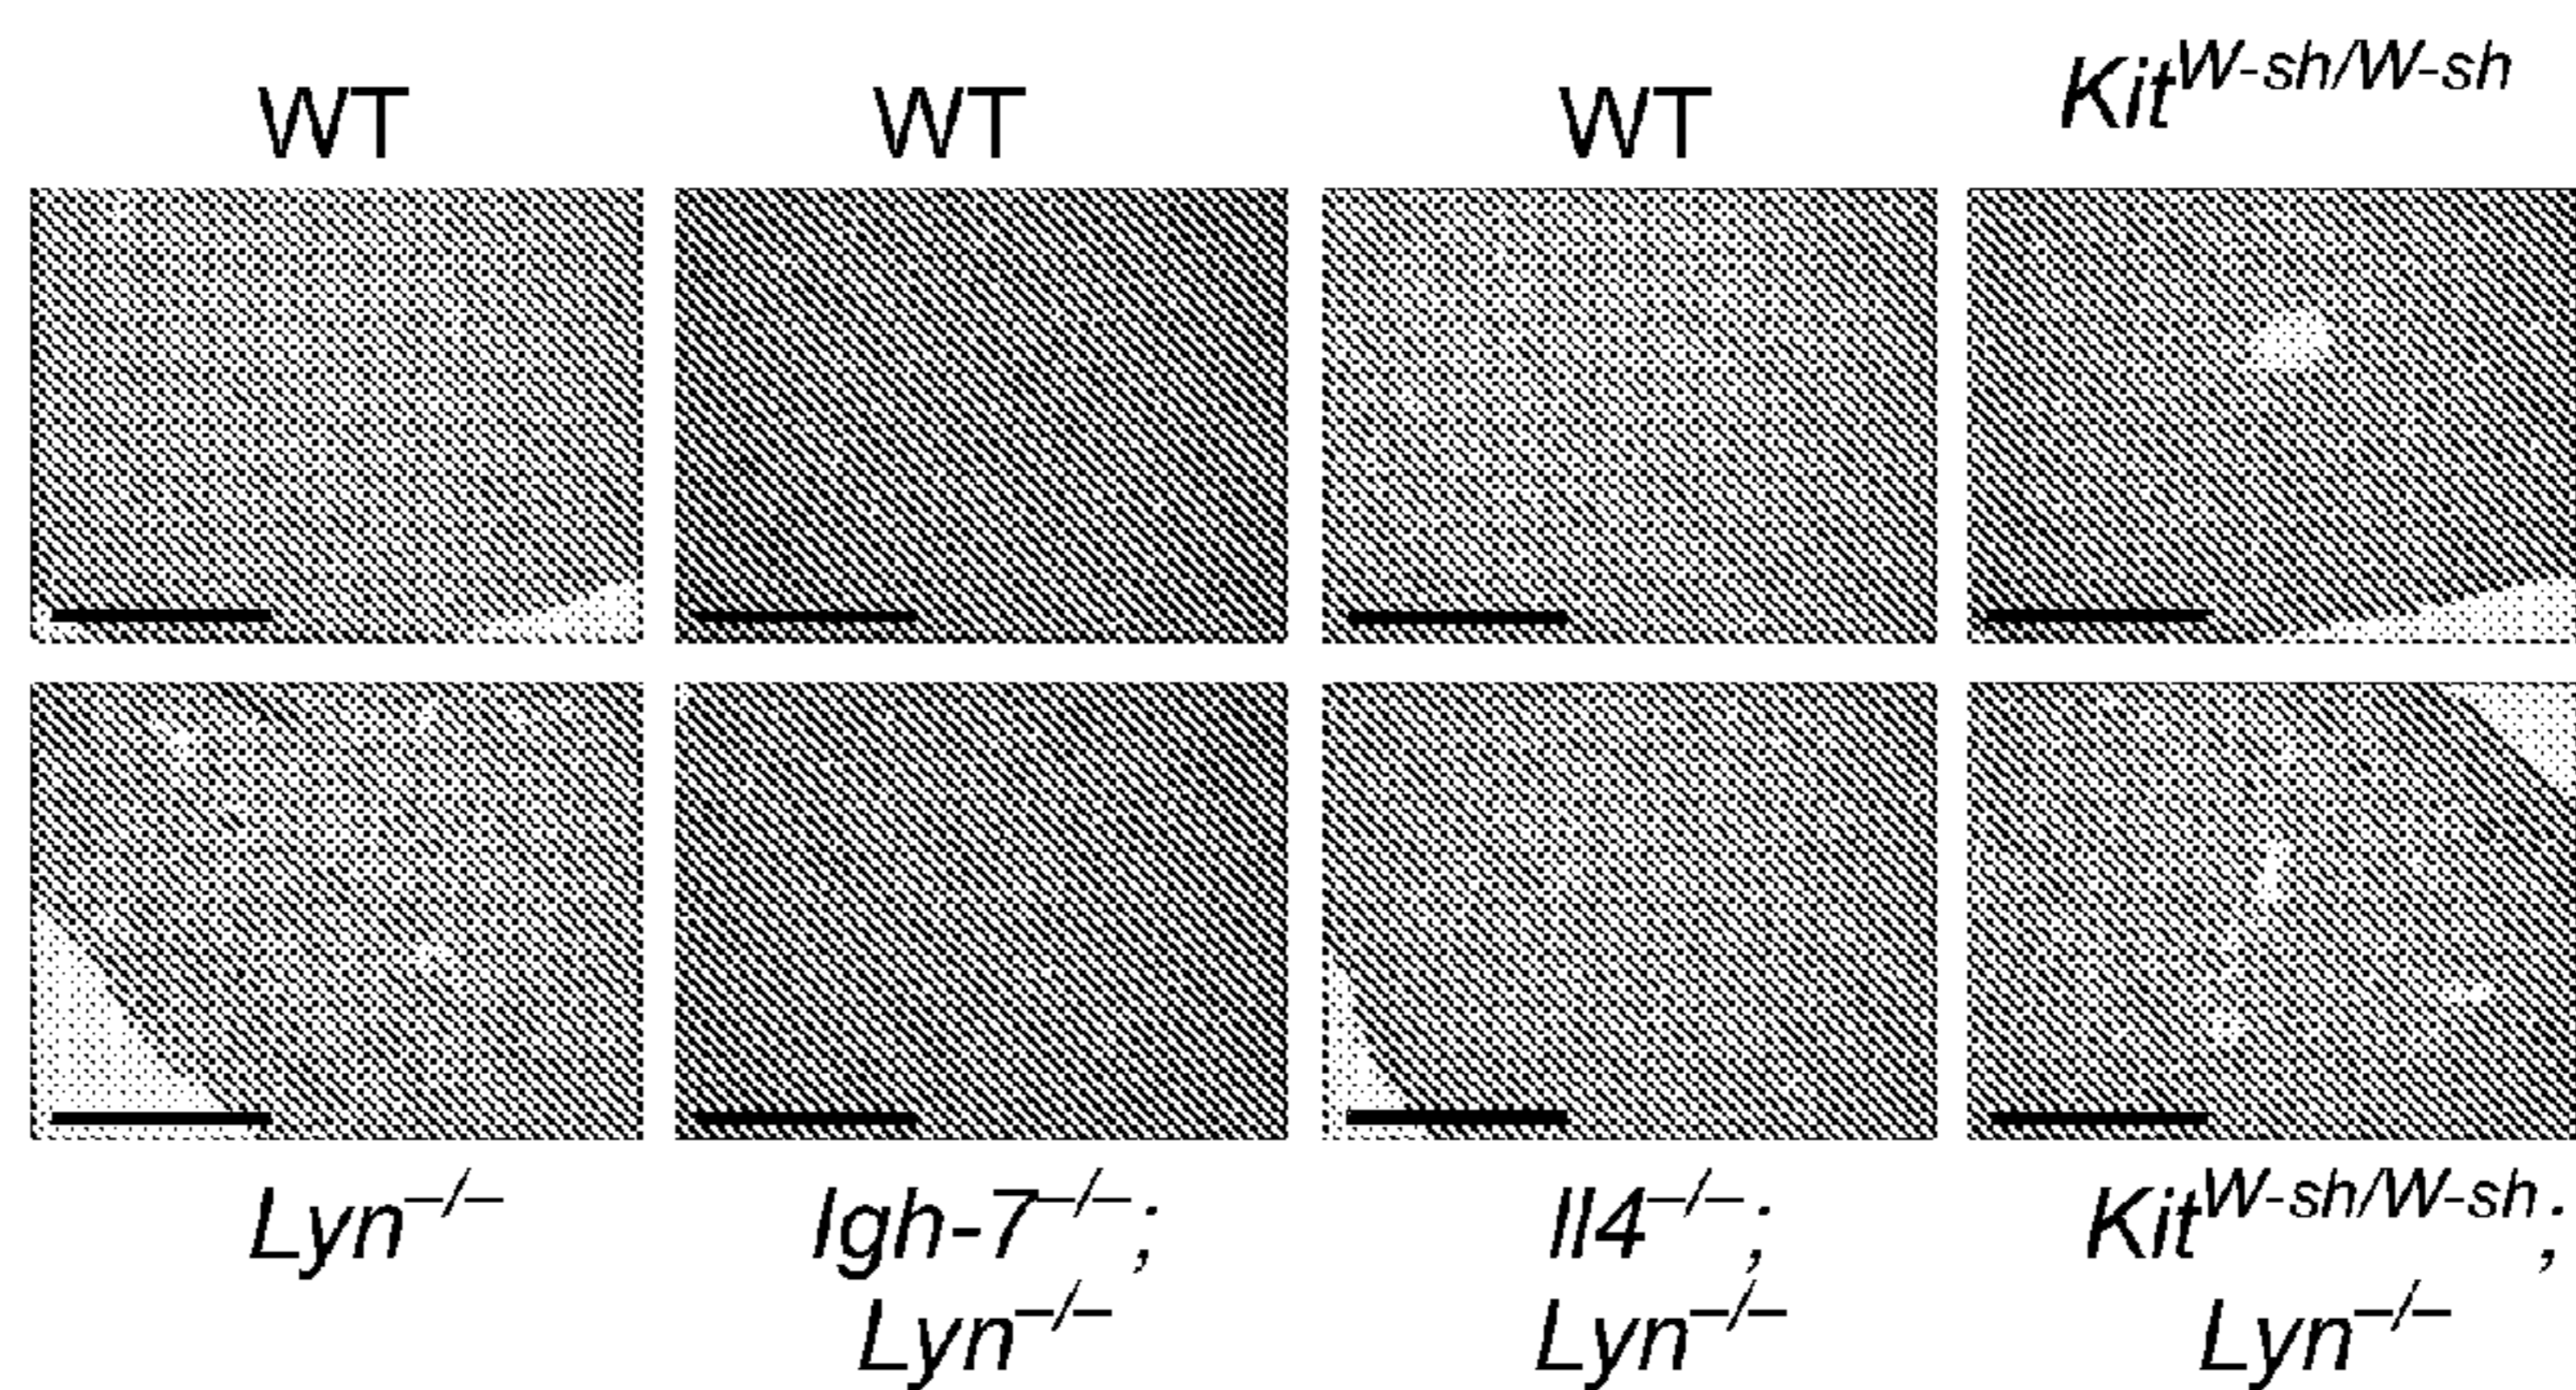 WT WT WT Kit^W-sh/W-sh
Lyn–/– Igh-7–/–; Il4–/–; Kit^W-sh/W-sh;
Lyn–/– Lyn–/– Lyn–/–